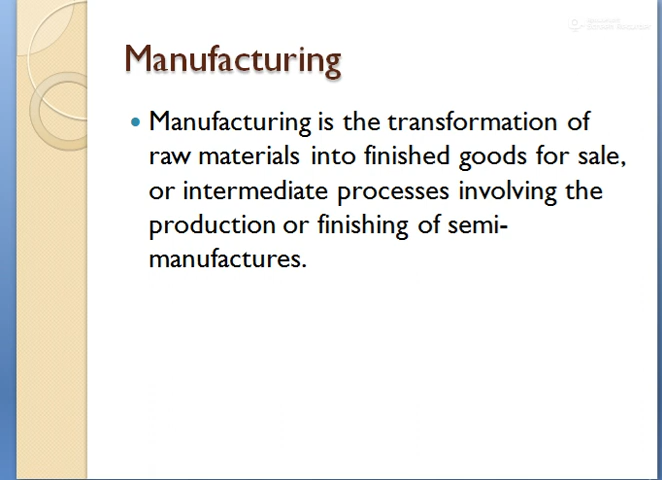 Manufacturing
• Manufacturing is the transformation of
raw materials into finished goods for sale,
or intermediate processes involving the
production or finishing of semi-
manufactures.